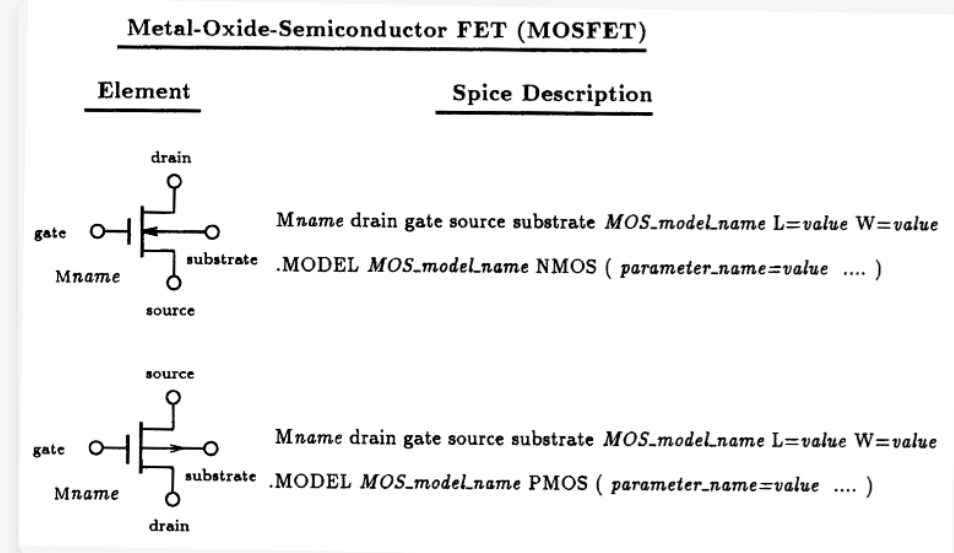 Metal-Oxide-Semiconductor FET (MOSFET)
Element
Spice Description
drain
gate
substrate
Mname
source
Mname drain gate source substrate MOS_model_name L=value W=value
.MODEL MOS_model_name NMOS ( parameter_name=value .... )
source
gate
substrate
Mname
drain
Mname drain gate source substrate MOS_model_name L=value W=value
.MODEL MOS_model_name PMOS ( parameter_name=value .... )